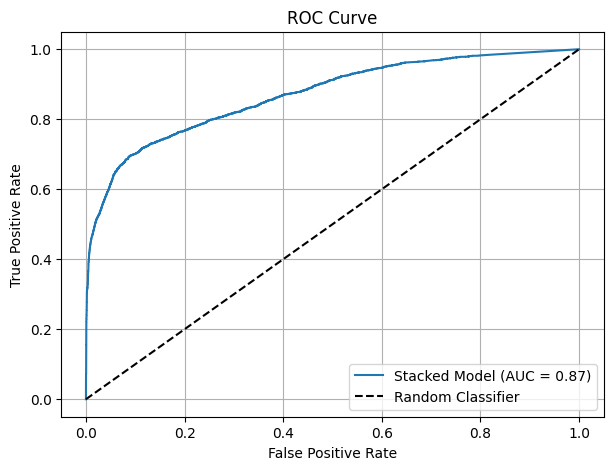 ROC Curve
True Positive Rate
1.0
0.8
0.6
0.4
0.2
0.0
Stacked Model (AUC = 0.87)
Random Classifier
0.0 0.2 0.4 0.6 0.8 1.0
False Positive Rate